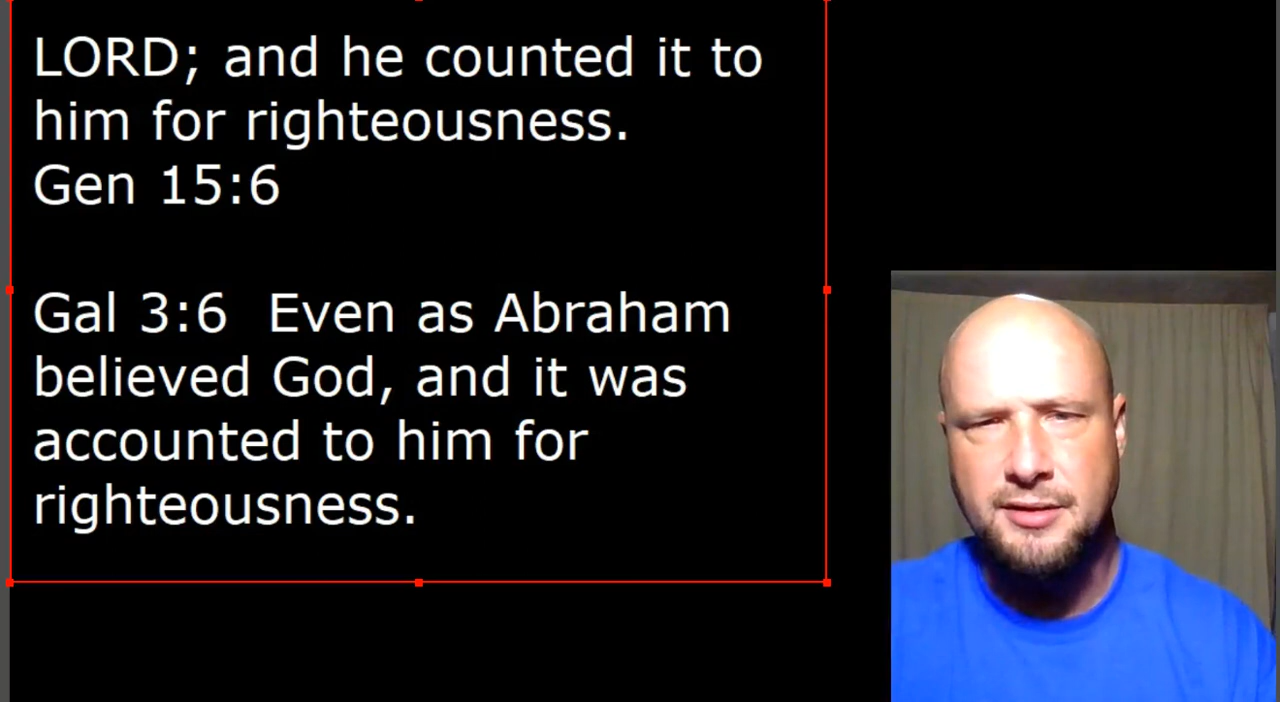 LORD; and he counted it to
him for righteousness.
Gen 15:6
Gal 3:6  Even as Abraham
believed God, and it was
accounted to him for
righteousness.